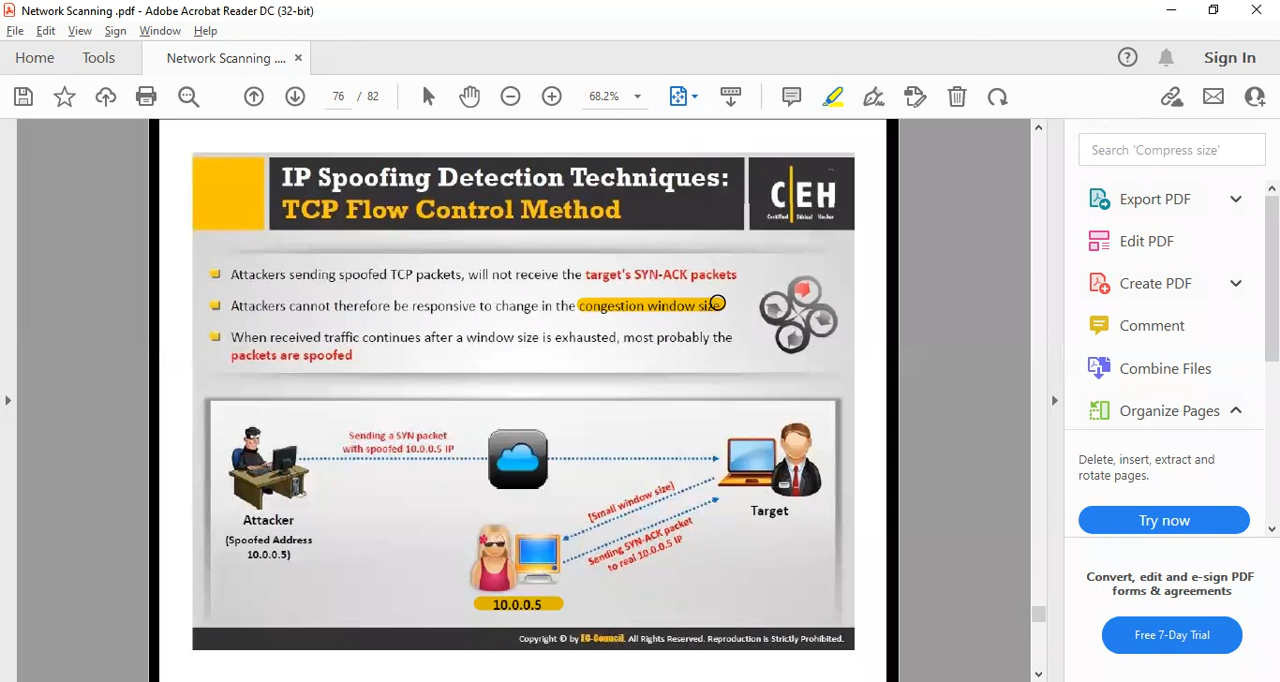 Network Scanning .pdf - Adobe Acrobat Reader DC (32-bit)
File Edit View Sign Window Help
Home Tools Network Scanning .... × Sign In
76 / 82 68.2%
IP Spoofing Detection Techniques:
TCP Flow Control Method
C|EH
Certified Ethical Hacker
Attackers sending spoofed TCP packets, will not receive the target's SYN-ACK packets
Attackers cannot therefore be responsive to change in the congestion window size
When received traffic continues after a window size is exhausted, most probably the
packets are spoofed
Sending a SYN packet
with spoofed 10.0.0.5 IP
Attacker
(Spoofed Address
10.0.0.5)
[Small window size]
Sending SYN-ACK packet
to real 10.0.0.5 IP
Target
10.0.0.5
Copyright © by EC-Council. All Rights Reserved. Reproduction is Strictly Prohibited.
Search 'Compress size'
Export PDF
Edit PDF
Create PDF
Comment
Combine Files
Organize Pages
Delete, insert, extract and
rotate pages.
Try now
Convert, edit and e-sign PDF
forms & agreements
Free 7-Day Trial